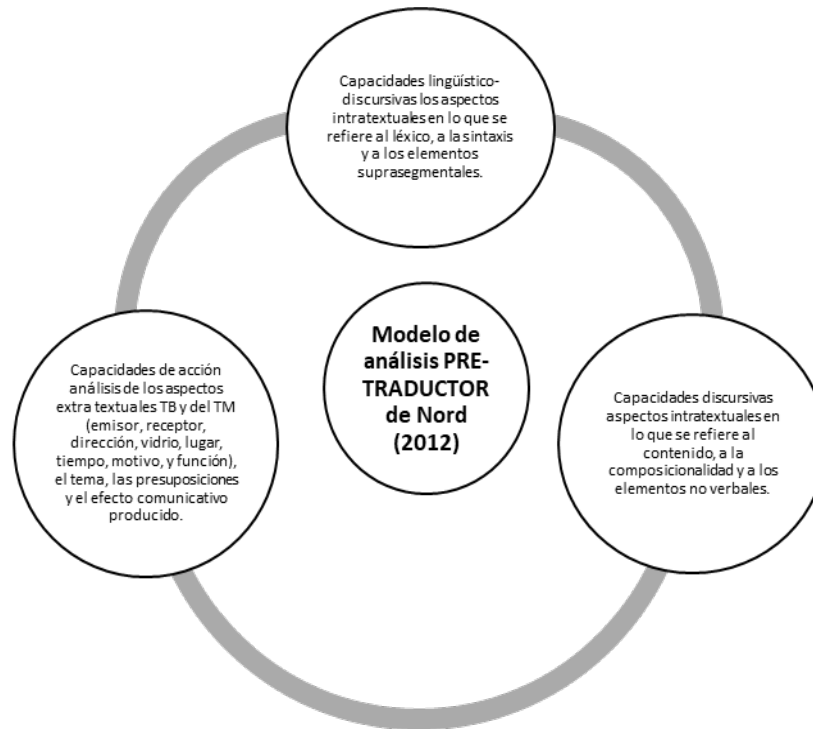 Capacidades lingüístico-
discursivas los aspectos
intratextuales en lo que se
refiere al léxico, a la sintaxis
y a los elementos
suprasegmentales.
Modelo de
análisis PRE-
TRADUCTOR
de Nord
(2012)
Capacidades de acción
análisis de los aspectos
extra textuales TB y del TM
(emisor, receptor,
dirección, vidrio, lugar,
tiempo, motivo, y función),
el tema, las presuposiciones
y el efecto comunicativo
producido.
Capacidades discursivas
aspectos intratextuales en
lo que se refiere al
contenido, a la
composicionalidad y a los
elementos no verbales.